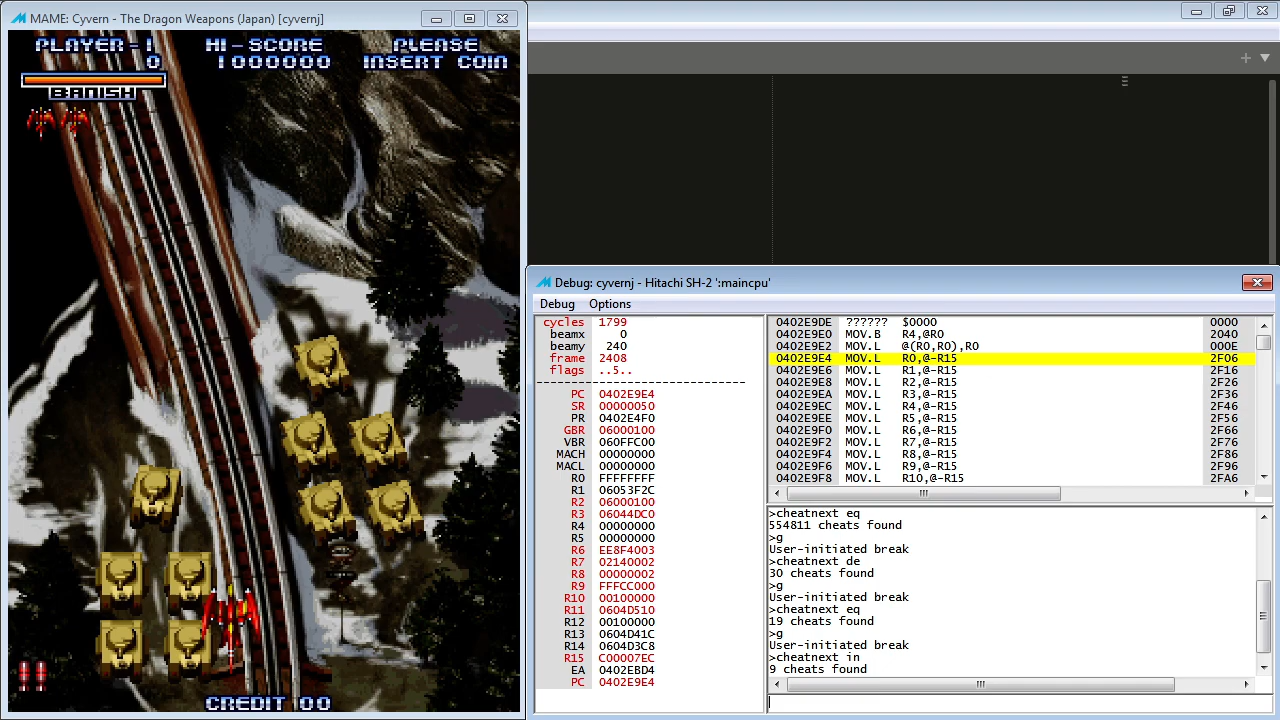 MAME: Cyvern - The Dragon Weapons (Japan) [cyvernj]
PLAYER-1 HI-SCORE PLEASE
0 1000000 INSERT COIN
BANISH
CREDIT 00
Debug: cyvernj - Hitachi SH-2 ':maincpu'
Debug Options
cycles 1799
beamx 0
beamy 240
frame 2408
flags ..5..
-------------------------------
PC 0402E9E4
SR 00000050
PR 0402E4F0
GBR 06000100
VBR 060FFC00
MACH 00000000
MACL 00000000
R0 FFFFFFFF
R1 06053F2C
R2 06000100
R3 06044DC0
R4 00000000
R5 00000000
R6 EE8F4003
R7 02140002
R8 00000002
R9 FFFCC000
R10 00100000
R11 0604D510
R12 00100000
R13 0604D41C
R14 0604D3C8
R15 C00007EC
EA 0402EBD4
PC 0402E9E4
0402E9DE ?????? $0000 0000
0402E9E0 MOV.B R4,@R0 2040
0402E9E2 MOV.L @(R0,R0),R0 000E
0402E9E4 MOV.L R0,@-R15 2F06
0402E9E6 MOV.L R1,@-R15 2F16
0402E9E8 MOV.L R2,@-R15 2F26
0402E9EA MOV.L R3,@-R15 2F36
0402E9EC MOV.L R4,@-R15 2F46
0402E9EE MOV.L R5,@-R15 2F56
0402E9F0 MOV.L R6,@-R15 2F66
0402E9F2 MOV.L R7,@-R15 2F76
0402E9F4 MOV.L R8,@-R15 2F86
0402E9F6 MOV.L R9,@-R15 2F96
0402E9F8 MOV.L R10,@-R15 2FA6
>cheatnext eq
554811 cheats found
>g
User-initiated break
>cheatnext de
30 cheats found
>g
User-initiated break
>cheatnext eq
19 cheats found
>g
User-initiated break
>cheatnext in
9 cheats found